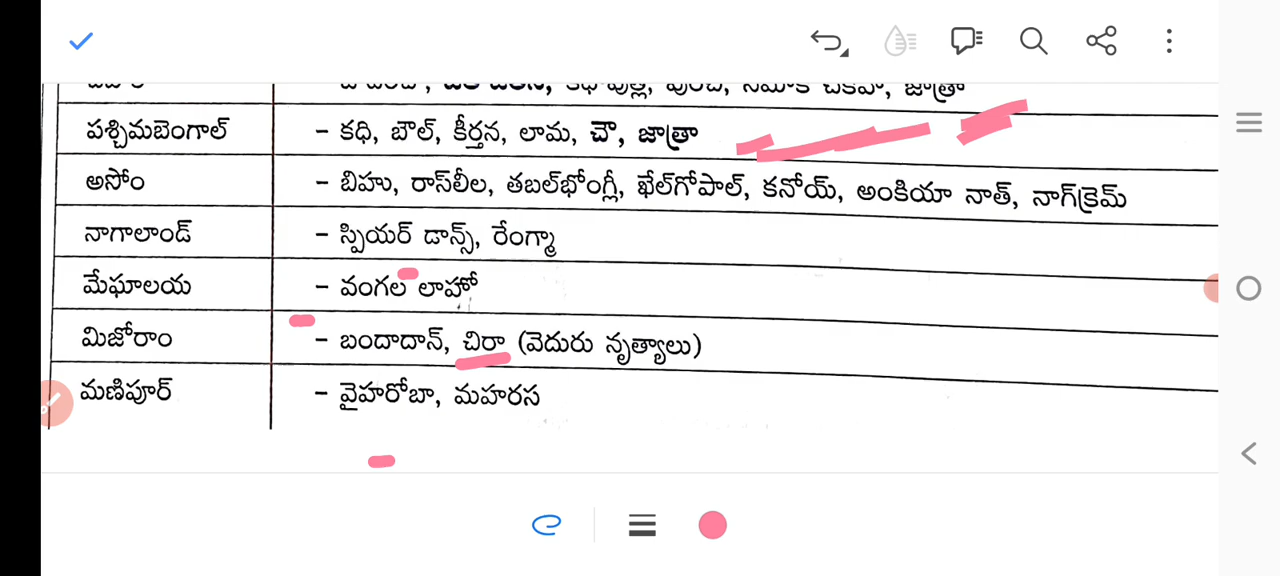 జాత్రా
పశ్చిమబెంగాల్ - కధి, బౌల్, కీర్తన, లామ, చౌ, జాత్రా
అసోం - బిహు, రాస్‌లీల, తబల్‌భోంగ్లీ, ఖేల్‌గోపాల్, కనోయ్, అంకియా నాత్, నాగ్‌క్రెమ్
నాగాలాండ్ - స్పియర్ డాన్స్, రేంగ్మా
మేఘాలయ - వంగల లాహో
మిజోరాం - బందాదాన్, చిరా (వెదురు నృత్యాలు)
మణిపూర్ - వైహరోబా, మహరస